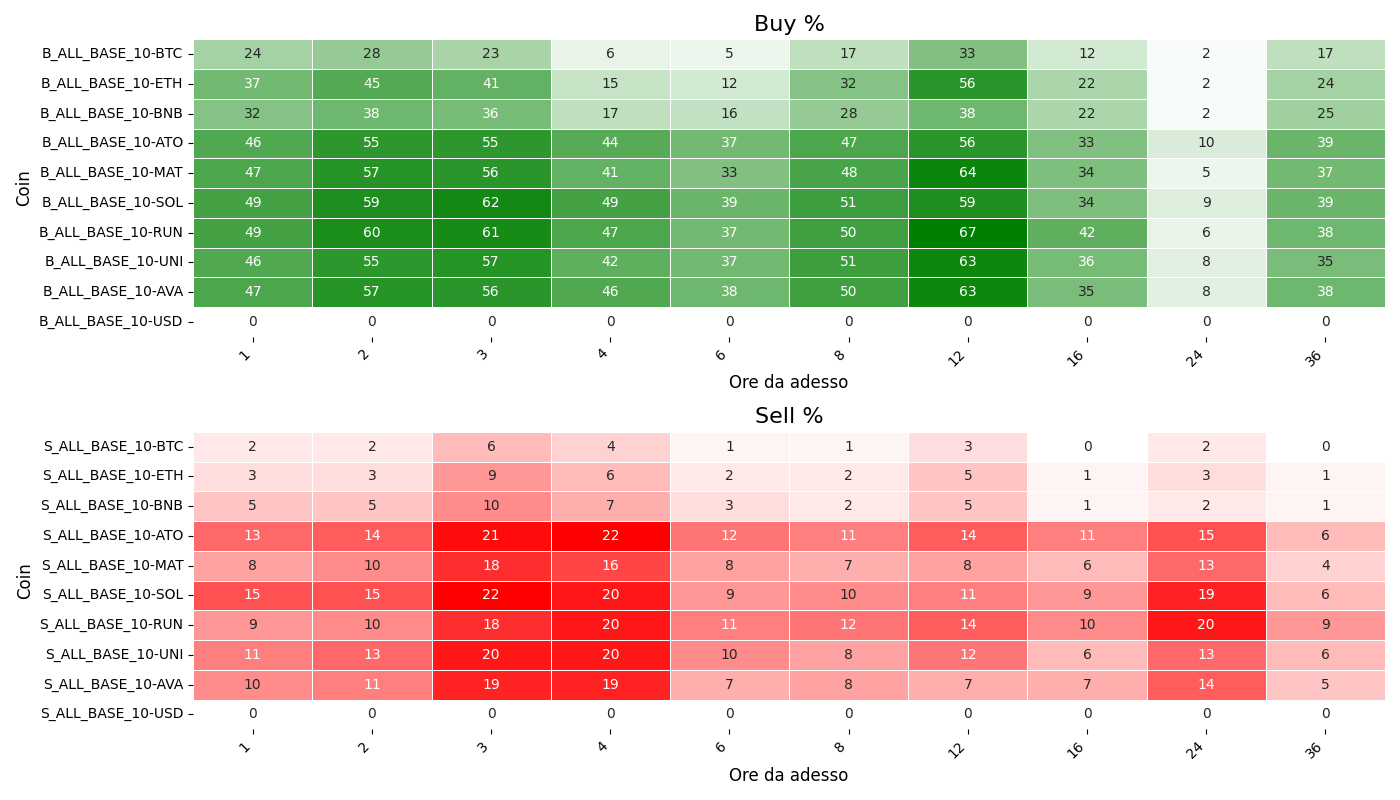 Buy %
Coin
B_ALL_BASE_10-BTC 24 28 23 6 5 17 33 12 2 17
B_ALL_BASE_10-ETH 37 45 41 15 12 32 56 22 2 24
B_ALL_BASE_10-BNB 32 38 36 17 16 28 38 22 2 25
B_ALL_BASE_10-ATO 46 55 55 44 37 47 56 33 10 39
B_ALL_BASE_10-MAT 47 57 56 41 33 48 64 34 5 37
B_ALL_BASE_10-SOL 49 59 62 49 39 51 59 34 9 39
B_ALL_BASE_10-RUN 49 60 61 47 37 50 67 42 6 38
B_ALL_BASE_10-UNI 46 55 57 42 37 51 63 36 8 35
B_ALL_BASE_10-AVA 47 57 56 46 38 50 63 35 8 38
B_ALL_BASE_10-USD 0 0 0 0 0 0 0 0 0 0
1 2 3 4 6 8 12 16 24 36
Ore da adesso
Sell %
Coin
S_ALL_BASE_10-BTC 2 2 6 4 1 1 3 0 2 0
S_ALL_BASE_10-ETH 3 3 9 6 2 2 5 1 3 1
S_ALL_BASE_10-BNB 5 5 10 7 3 2 5 1 2 1
S_ALL_BASE_10-ATO 13 14 21 22 12 11 14 11 15 6
S_ALL_BASE_10-MAT 8 10 18 16 8 7 8 6 13 4
S_ALL_BASE_10-SOL 15 15 22 20 9 10 11 9 19 6
S_ALL_BASE_10-RUN 9 10 18 20 11 12 14 10 20 9
S_ALL_BASE_10-UNI 11 13 20 20 10 8 12 6 13 6
S_ALL_BASE_10-AVA 10 11 19 19 7 8 7 7 14 5
S_ALL_BASE_10-USD 0 0 0 0 0 0 0 0 0 0
1 2 3 4 6 8 12 16 24 36
Ore da adesso